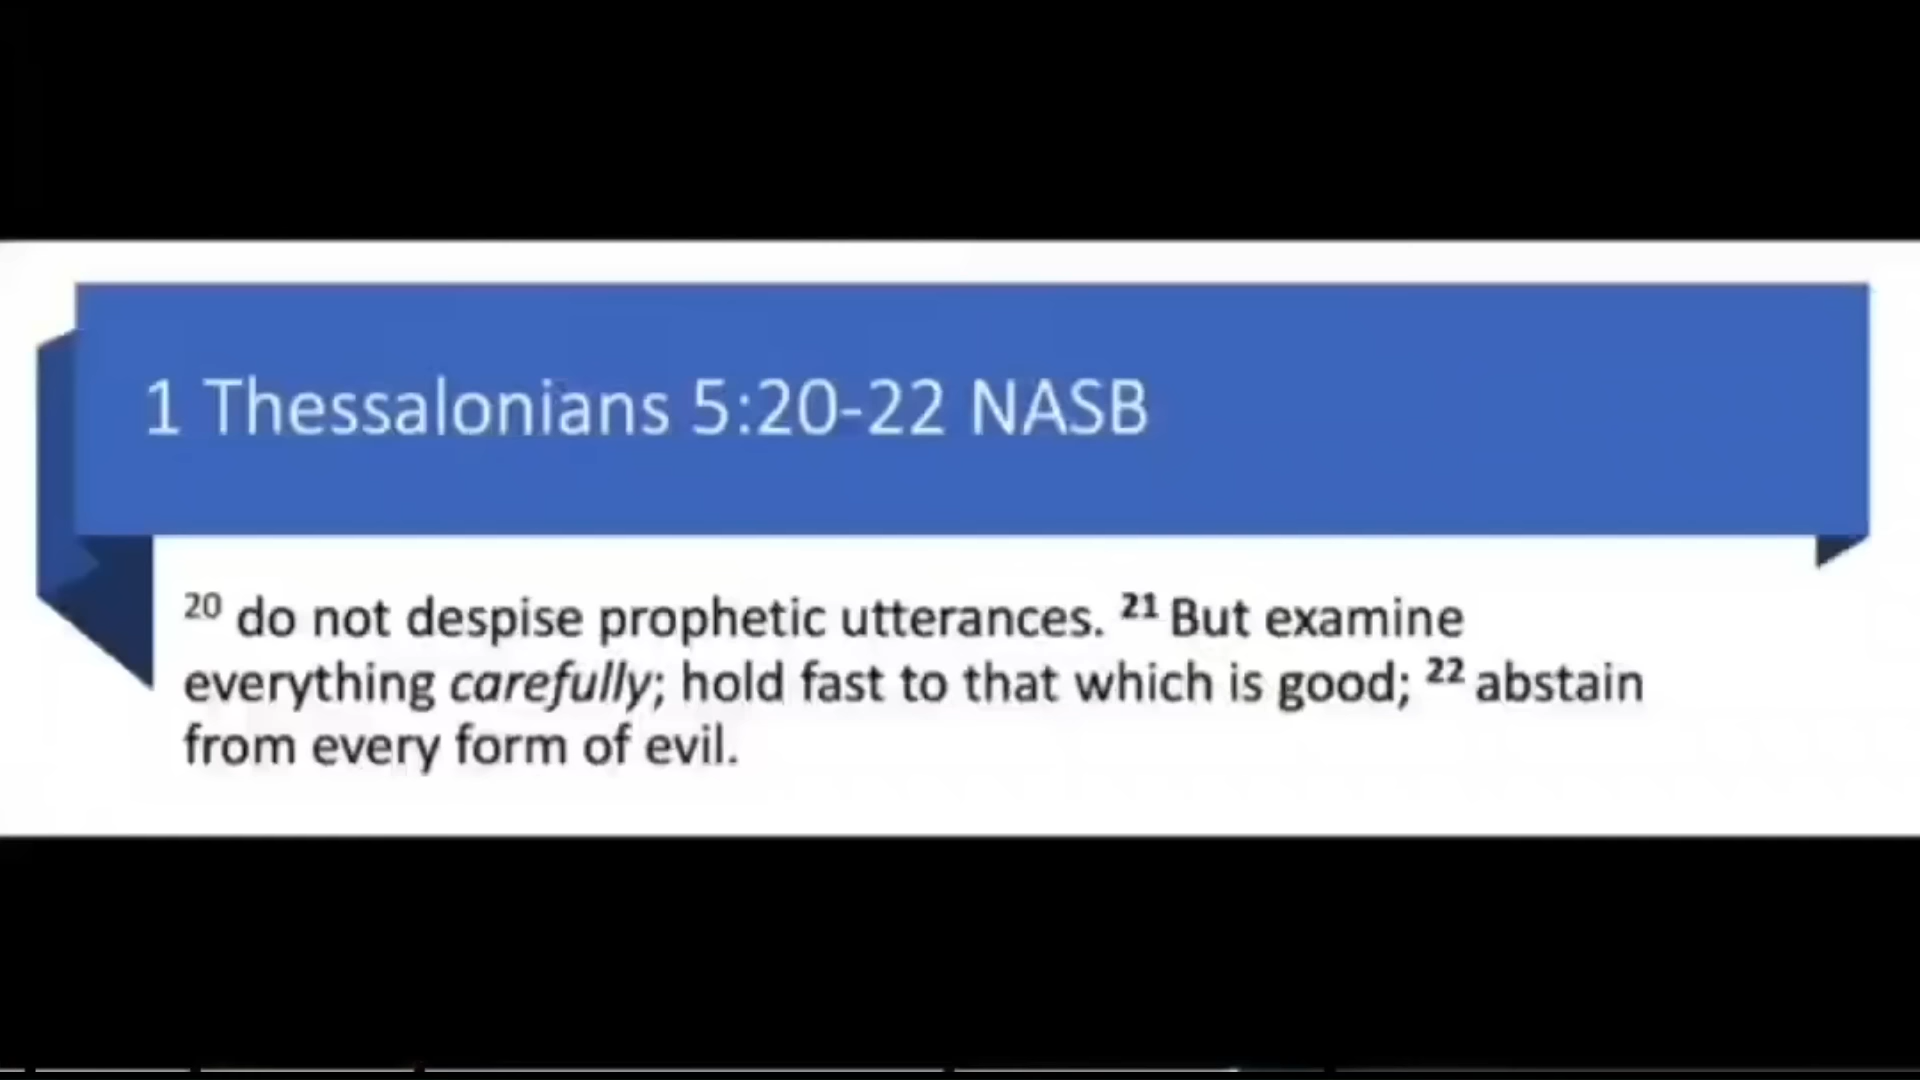 1 Thessalonians 5:20-22 NASB
20 do not despise prophetic utterances. 21 But examine
everything carefully; hold fast to that which is good; 22 abstain
from every form of evil.